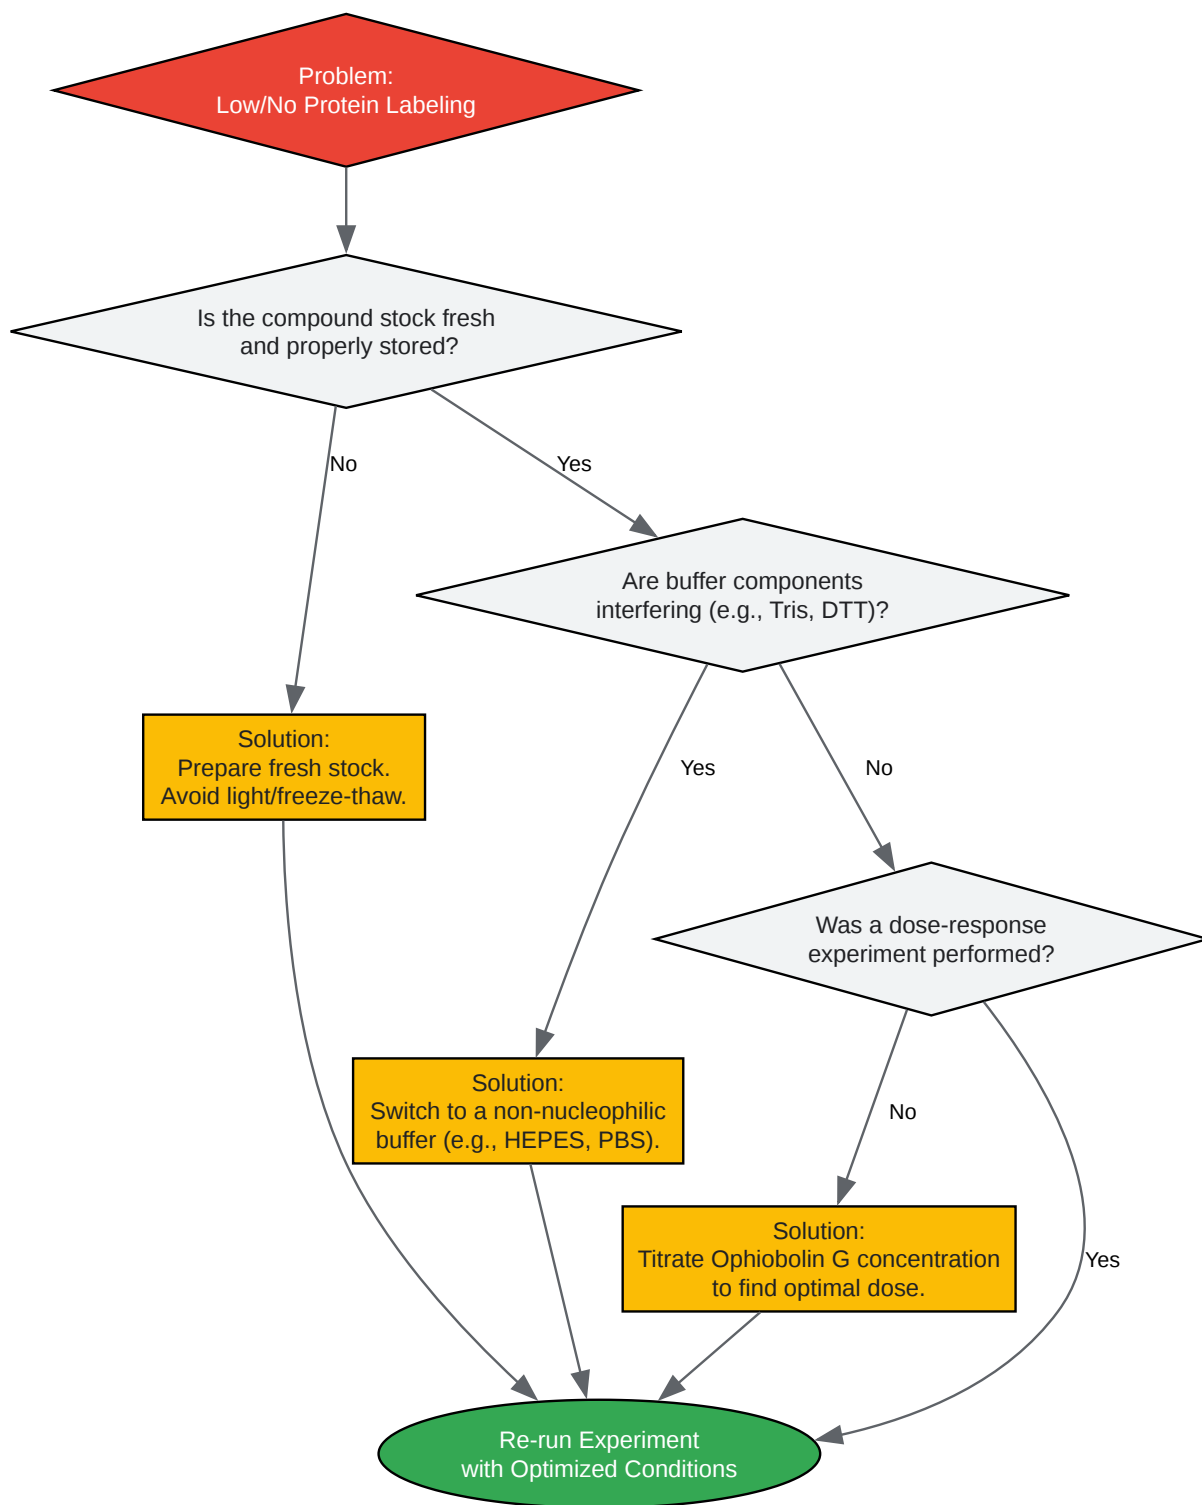 Problem:
Low/No Protein Labeling
Is the compound stock fresh
and properly stored?
No
Yes
Are buffer components
interfering (e.g., Tris, DTT)?
Solution:
Prepare fresh stock.
Avoid light/freeze-thaw.
Yes
No
Was a dose-response
experiment performed?
Solution:
Switch to a non-nucleophilic
buffer (e.g., HEPES, PBS).
No
Solution:
Titrate Ophiobolin G concentration
to find optimal dose.
Yes
Re-run Experiment
with Optimized Conditions